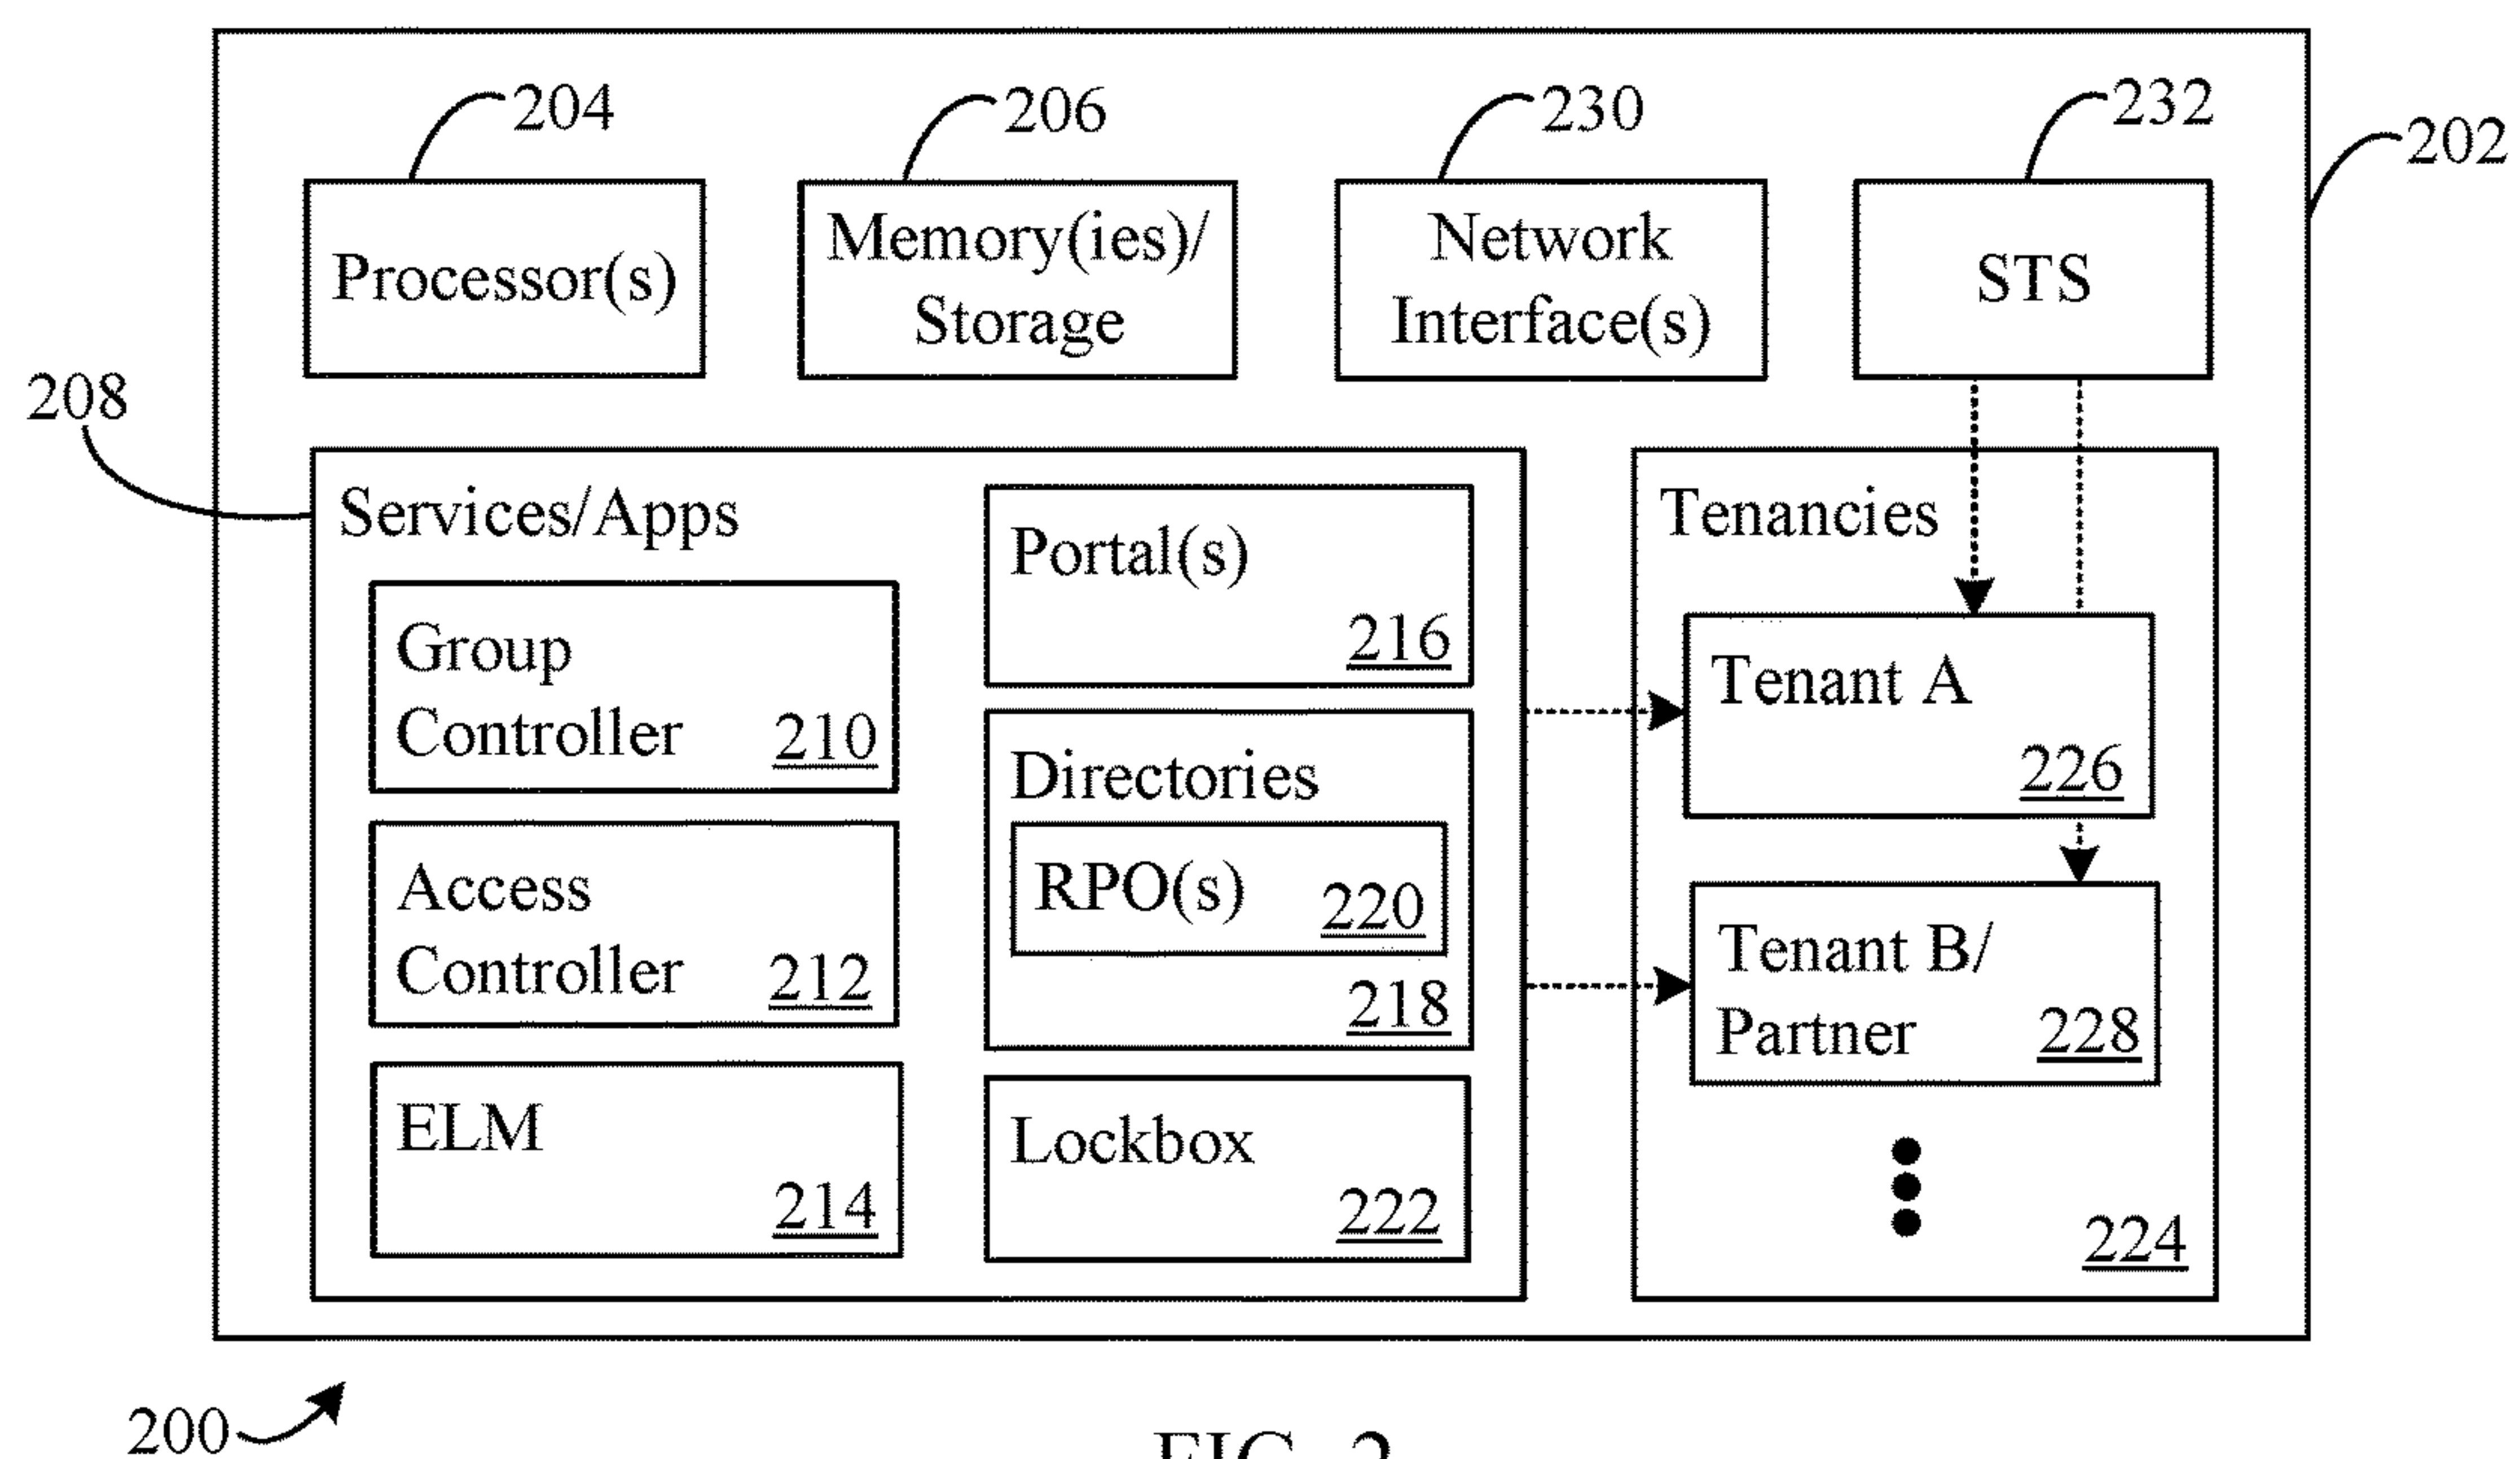 204
206
230
232
202
Processor(s)
Memory(ies)/
Storage
Network
Interface(s)
STS
208
Services/Apps
Group
Controller 210
Access
Controller 212
ELM
214
Portal(s)
216
Directories
RPO(s) 220
218
Lockbox
222
Tenancies
Tenant A
226
Tenant B/
Partner 228
224
200
FIG. 2